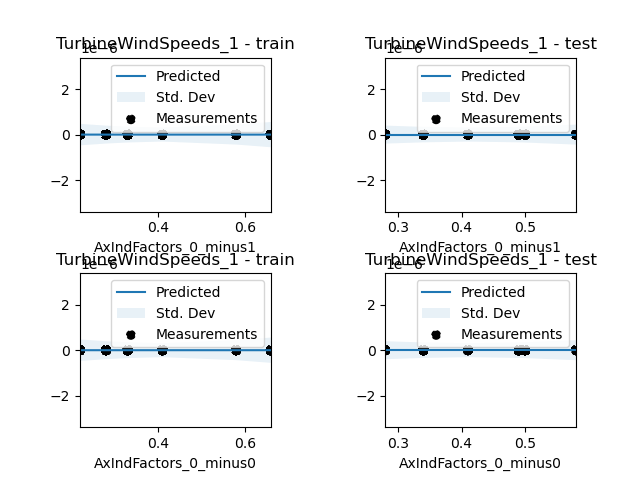 TurbineWindSpeeds_1 - train
TurbineWindSpeeds_1 - test
1e−6
1e−6
Predicted
Std. Dev
Measurements
Predicted
Std. Dev
Measurements
2
0
−2
2
0
−2
0.4
0.6
0.3
0.4
0.5
AxIndFactors_0_minus1
AxIndFactors_0_minus1
TurbineWindSpeeds_1 - train
TurbineWindSpeeds_1 - test
1e−6
1e−6
Predicted
Std. Dev
Measurements
Predicted
Std. Dev
Measurements
2
0
−2
2
0
−2
0.4
0.6
0.3
0.4
0.5
AxIndFactors_0_minus0
AxIndFactors_0_minus0